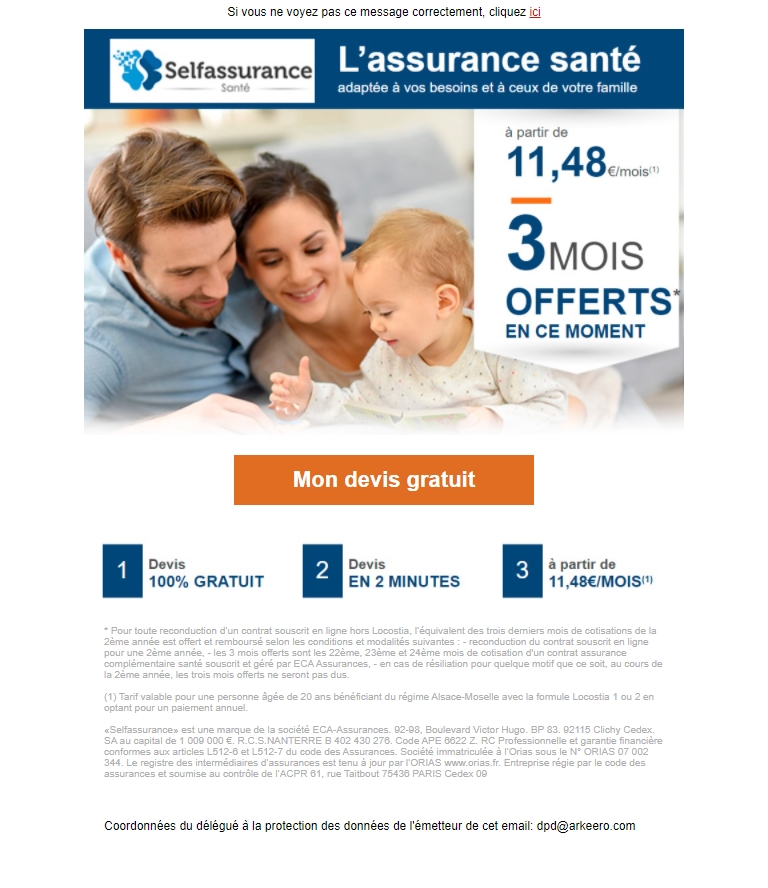 Si vous ne voyez pas ce message correctement, cliquez ici
Selfassurance
Santé
L'assurance santé
adaptée à vos besoins et à ceux de votre famille
à partir de
11,48€/mois(1)
3 MOIS
OFFERTS*
EN CE MOMENT
Mon devis gratuit
1 Devis
100% GRATUIT
2 Devis
EN 2 MINUTES
3 à partir de
11,48€/MOIS(1)
* Pour toute reconduction d'un contrat souscrit en ligne hors Locostia, l'équivalent des trois derniers mois de cotisations de la
2ème année est offert et remboursé selon les conditions et modalités suivantes : - reconduction du contrat souscrit en ligne
pour une 2ème année, - les 3 mois offerts sont les 22ème, 23ème et 24ème mois de cotisation d'un contrat assurance
complémentaire santé souscrit et géré par ECA Assurances, - en cas de résiliation pour quelque motif que ce soit, au cours de
la 2ème année, les trois mois offerts ne seront pas dus.
(1) Tarif valable pour une personne âgée de 20 ans bénéficiant du régime Alsace-Moselle avec la formule Locostia 1 ou 2 en
optant pour un paiement annuel.
«Selfassurance» est une marque de la société ECA-Assurances. 92-98, Boulevard Victor Hugo. BP 83. 92115 Clichy Cedex.
SA au capital de 1 009 000 €. R.C.S.NANTERRE B 402 430 276. Code APE 6622 Z. RC Professionnelle et garantie financière
conformes aux articles L512-6 et L512-7 du code des Assurances. Société immatriculée à l'Orias sous le N° ORIAS 07 002
344. Le registre des intermédiaires d'assurances est tenu à jour par l'ORIAS www.orias.fr. Entreprise régie par le code des
assurances et soumise au contrôle de l'ACPR 61, rue Taitbout 75436 PARIS Cedex 09
Coordonnées du délégué à la protection des données de l'émetteur de cet email: dpd@arkeero.com